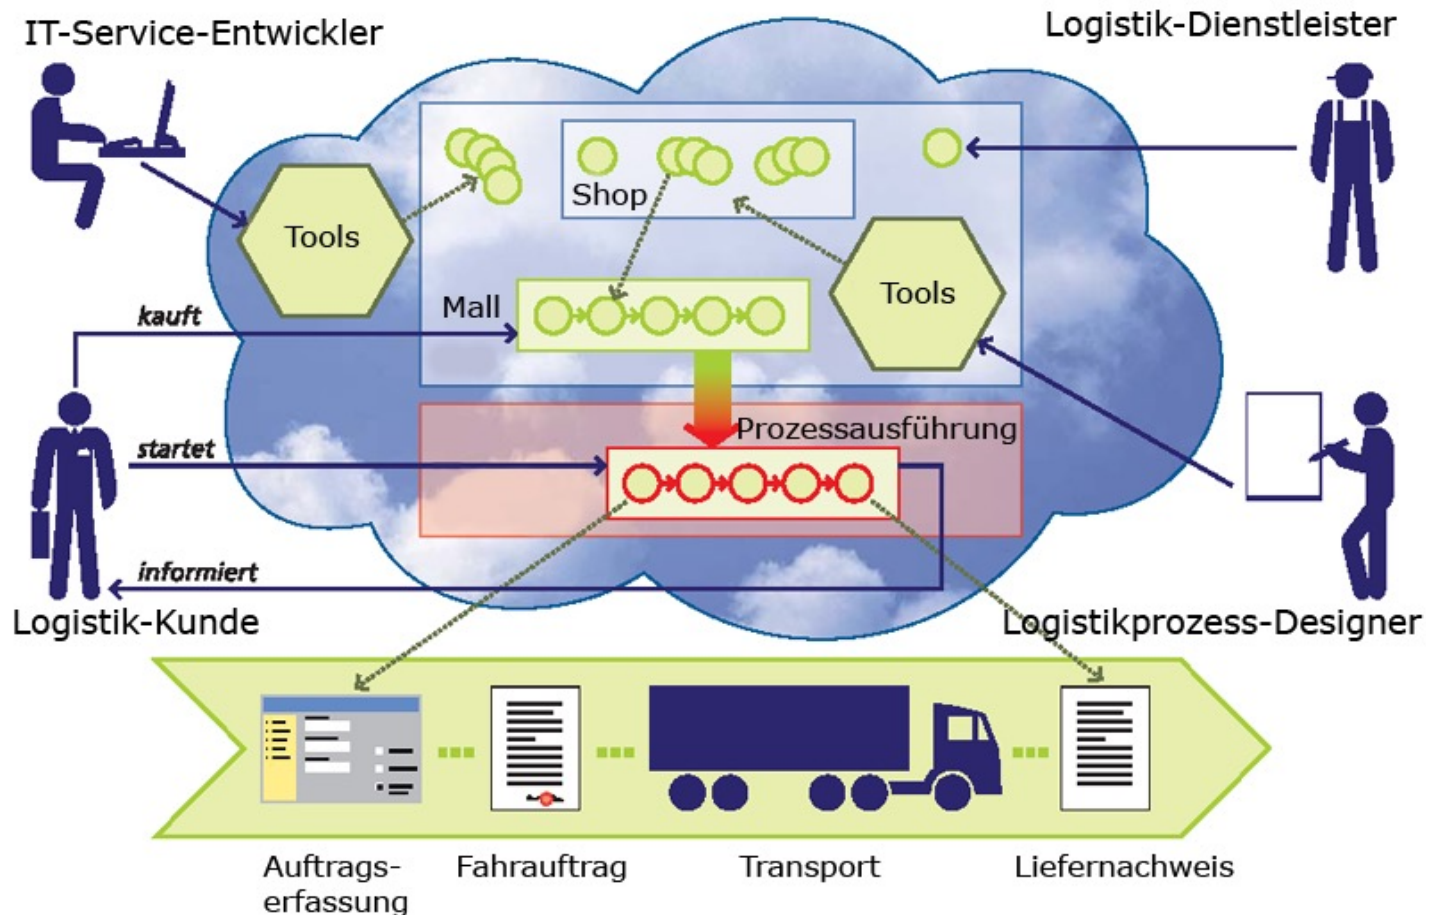 IT-Service-Entwickler
Logistik-Dienstleister
Shop
Tools
Tools
Mall
kauft
Prozessausführung
startet
informiert
Logistik-Kunde
Logistikprozess-Designer
Auftrags-
erfassung
Fahrauftrag
Transport
Liefernachweis